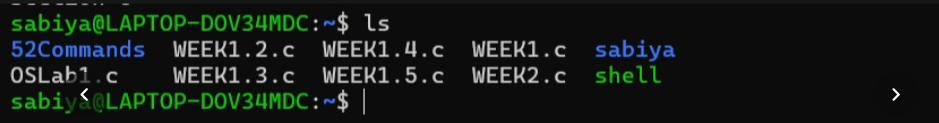 sabiya@LAPTOP-DOV34MDC:~$ ls
52Commands WEEK1.2.c WEEK1.4.c WEEK1.c sabiya
OSLab1.c WEEK1.3.c WEEK1.5.c WEEK2.c shell
sabiya@LAPTOP-DOV34MDC:~$